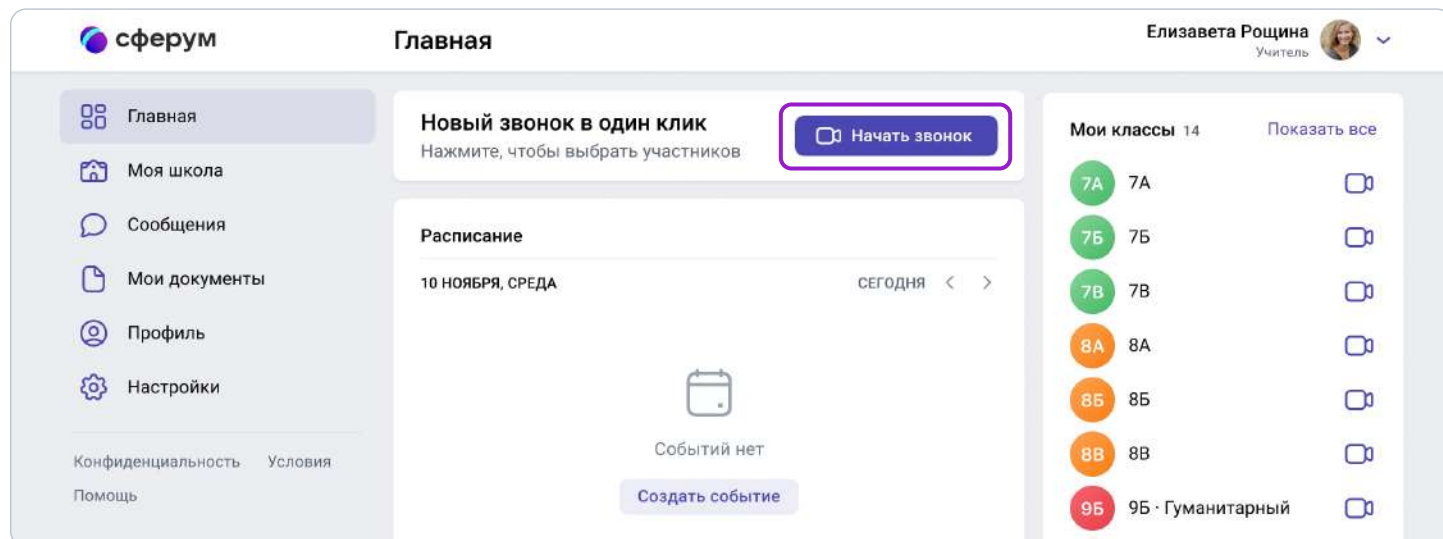 сферум
Главная
Елизавета Рощина
Учитель
Главная
Моя школа
Сообщения
Мои документы
Профиль
Настройки
Конфиденциальность Условия
Помощь
Новый звонок в один клик
Нажмите, чтобы выбрать участников
Начать звонок
Расписание
10 НОЯБРЯ, СРЕДА
СЕГОДНЯ
Событий нет
Создать событие
Мои классы 14 Показать все
7А 7А
7Б 7Б
7В 7В
8А 8А
8Б 8Б
8В 8В
9Б 9Б · Гуманитарный